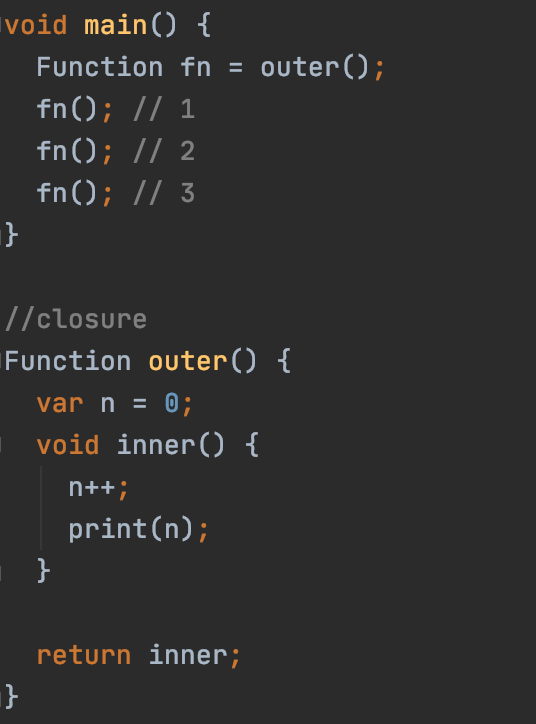 void main() {
  Function fn = outer();
  fn(); // 1
  fn(); // 2
  fn(); // 3
}

//closure
Function outer() {
  var n = 0;
  void inner() {
    n++;
    print(n);
  }

  return inner;
}